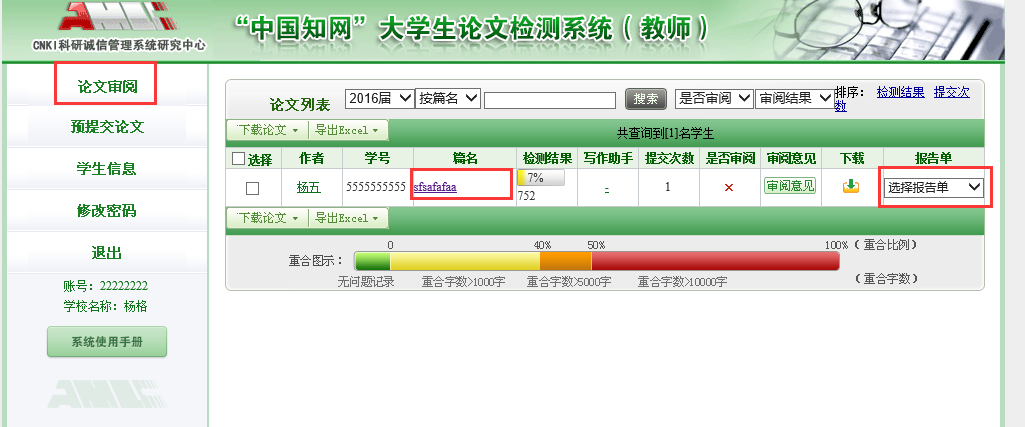 AMLC
CNKI科研诚信管理系统研究中心
“中国知网”大学生论文检测系统（教师）
论文审阅
预提交论文
学生信息
修改密码
退出
账号：22222222
学校名称：杨格
系统使用手册
论文列表 2016届 按篇名 搜索 是否审阅 审阅结果 排序： 检测结果 提交次数
下载论文 导出Excel 共查询到[1]名学生
选择 作者 学号 篇名 检测结果 写作助手 提交次数 是否审阅 审阅意见 下载 报告单
杨五 5555555555 sfsafafaa 7% 752 - 1 × 审阅意见 选择报告单
下载论文 导出Excel
0 40% 50% 100%（重合比例）
重合图示：
无问题记录 重合字数>1000字 重合字数>5000字 重合字数>10000字 （重合字数）
AMLC